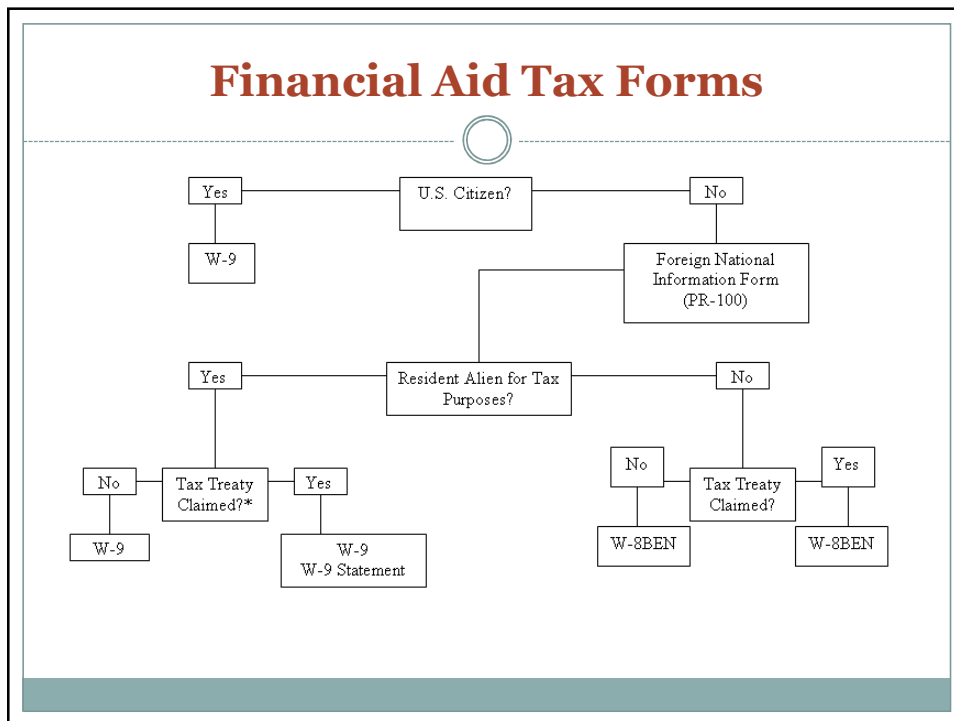 Financial Aid Tax Forms
Yes
U.S. Citizen?
No
W-9
Foreign National
Information Form
(PR-100)
Yes
Resident Alien for Tax
Purposes?
No
No
Tax Treaty
Claimed?*
Yes
No
Tax Treaty
Claimed?
Yes
W-9
W-9
W-9 Statement
W-8BEN
W-8BEN